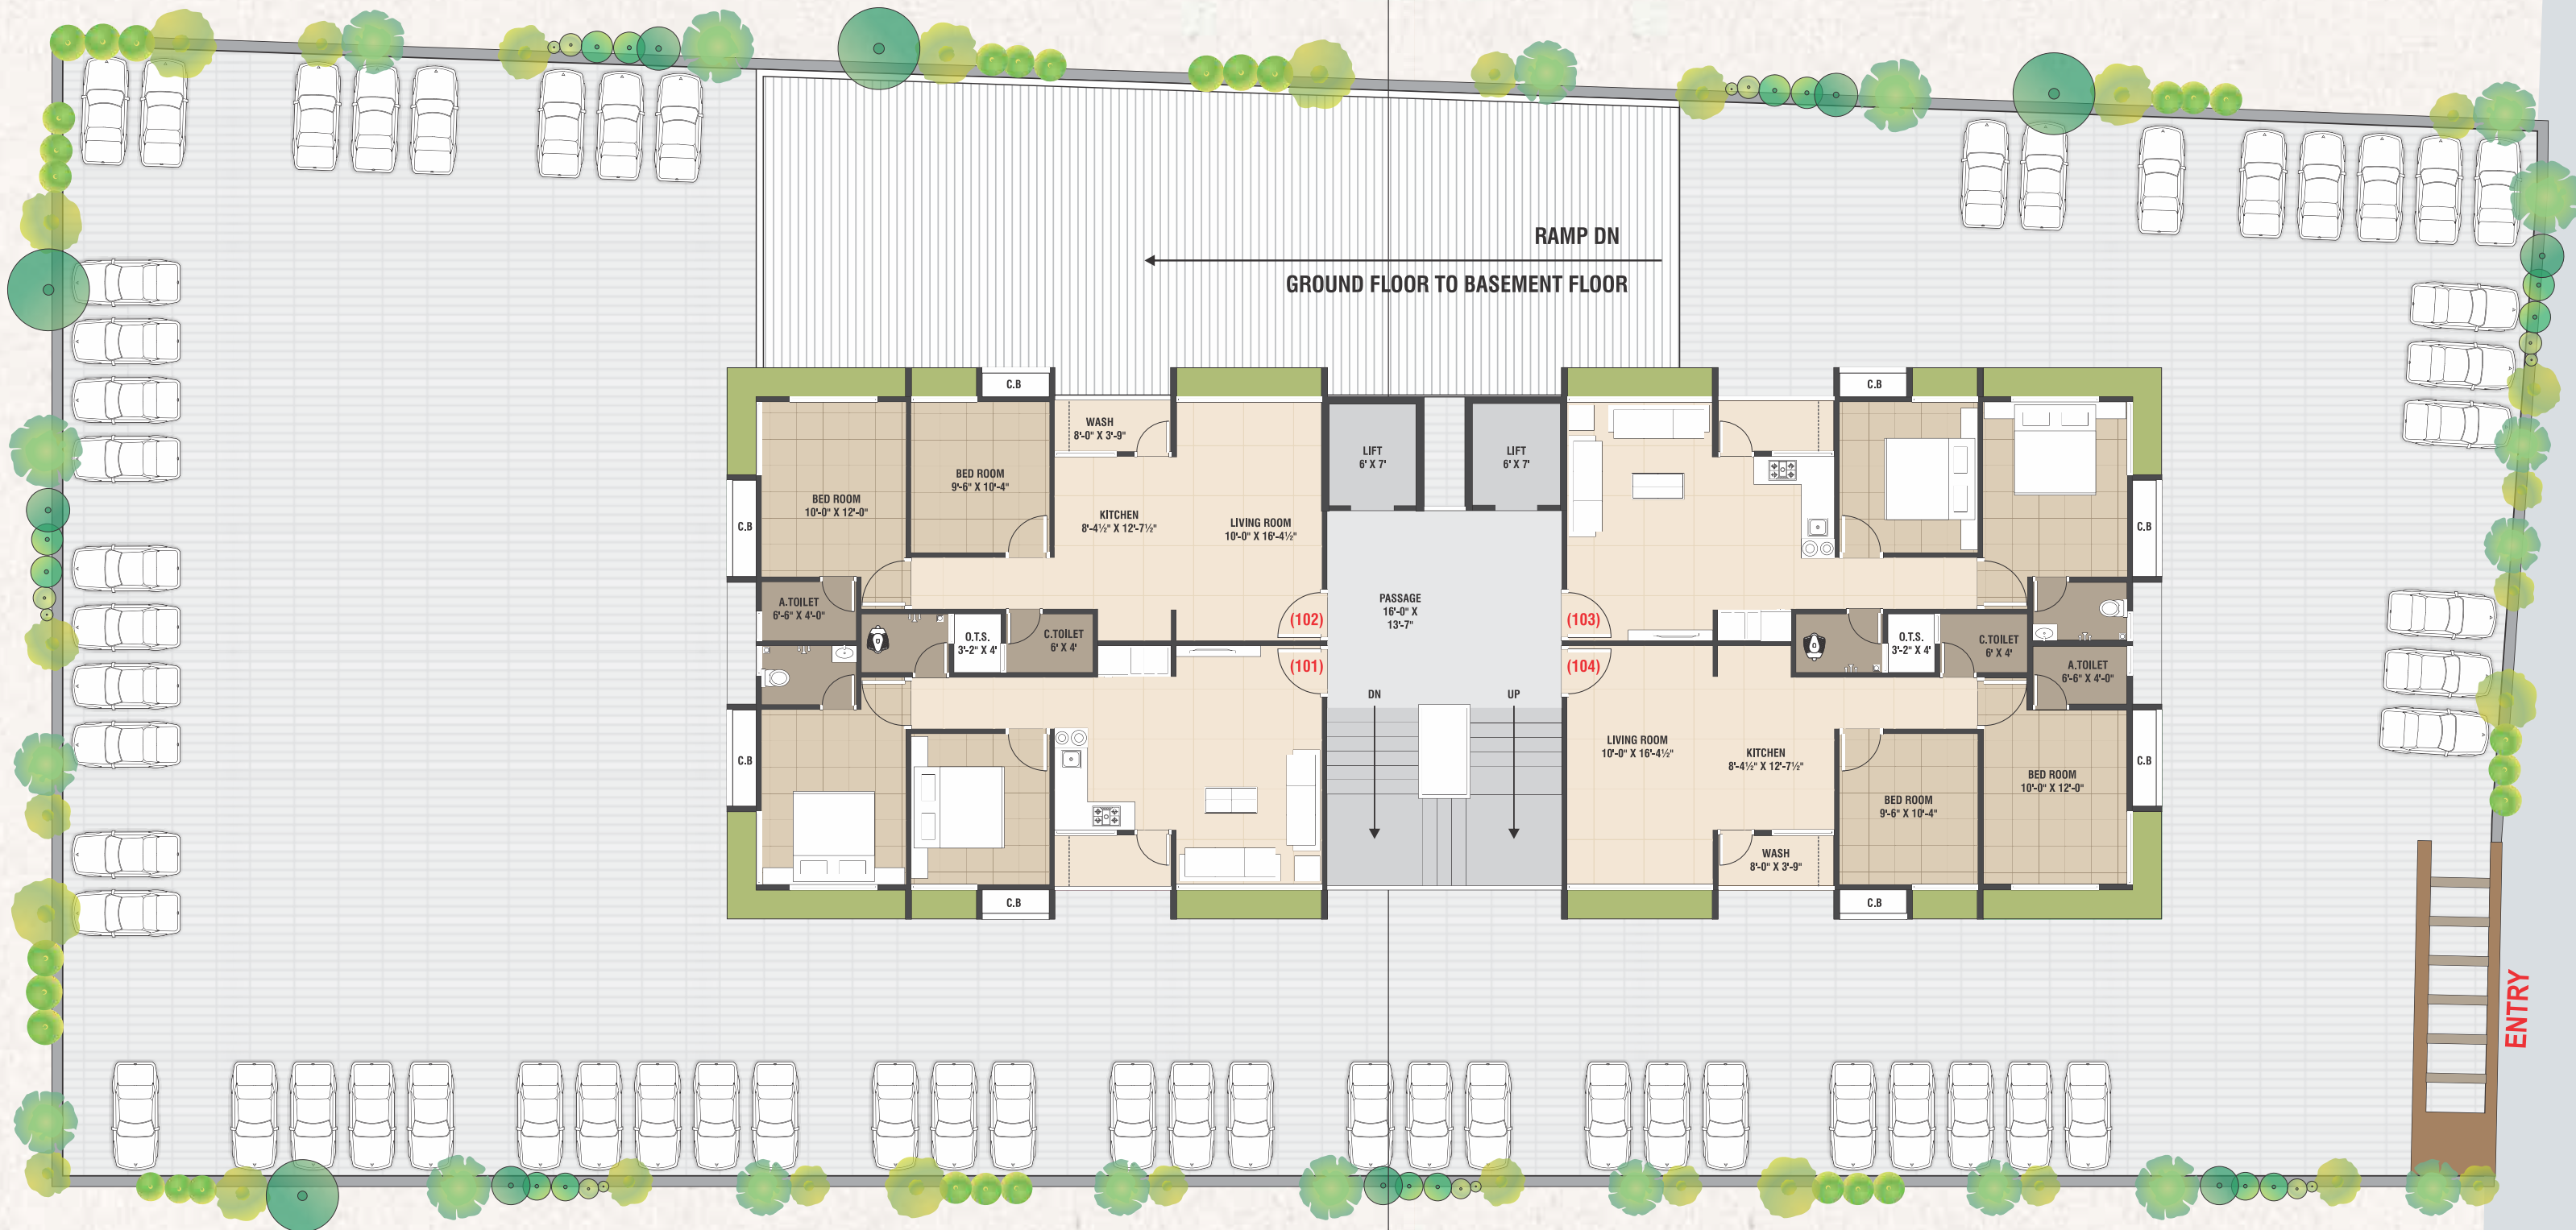 RAMP DN
GROUND FLOOR TO BASEMENT FLOOR
C.B
C.B
WASH
8'-0" X 3'-9"
LIFT
6' X 7'
LIFT
6' X 7'
BED ROOM
9'-6" X 10'-4"
BED ROOM
10'-0" X 12'-0"
C.B
KITCHEN
8'-4½" X 12'-7½"
LIVING ROOM
10'-0" X 16'-4½"
C.B
PASSAGE
16'-0" X
13'-7"
A.TOILET
6'-6" X 4'-0"
(102)
(103)
O.T.S.
3'-2" X 4'
C.TOILET
6' X 4'
O.T.S.
3'-2" X 4'
C.TOILET
6' X 4'
(101)
(104)
A.TOILET
6'-6" X 4'-0"
DN
UP
C.B
LIVING ROOM
10'-0" X 16'-4½"
KITCHEN
8'-4½" X 12'-7½"
BED ROOM
10'-0" X 12'-0"
C.B
BED ROOM
9'-6" X 10'-4"
WASH
8'-0" X 3'-9"
C.B
C.B
ENTRY